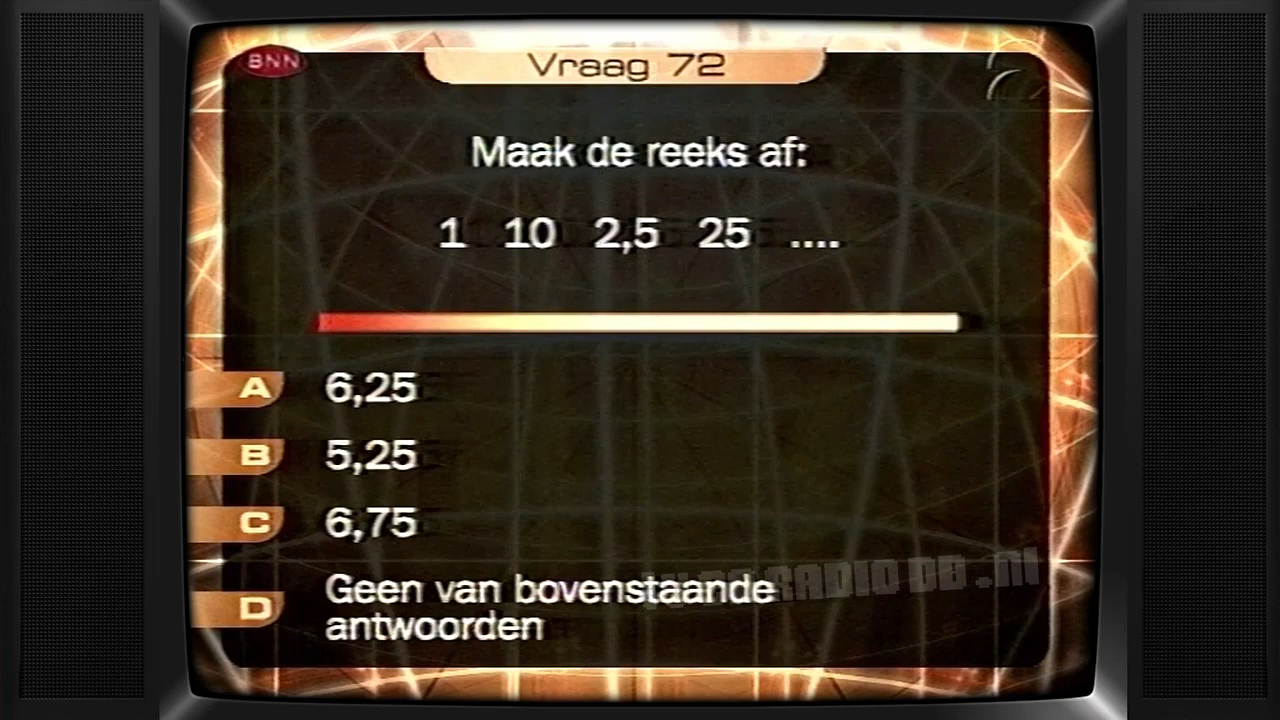 BNN
Vraag 72
Maak de reeks af:
1 10 2,5 25 ....
A 6,25
B 5,25
C 6,75
D Geen van bovenstaande
antwoorden